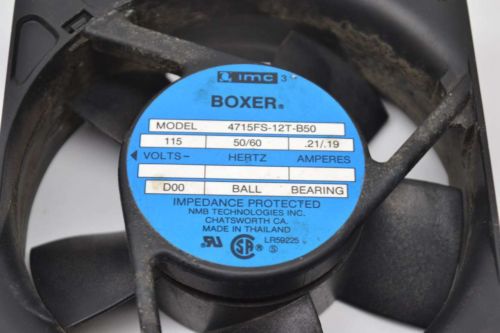 imc 3
BOXER®
MODEL 4715FS-12T-B50
115 50/60 .21/.19
VOLTS~ HERTZ AMPERES
D00 BALL BEARING
IMPEDANCE PROTECTED
NMB TECHNOLOGIES INC.
CHATSWORTH CA.
MADE IN THAILAND
LR59225